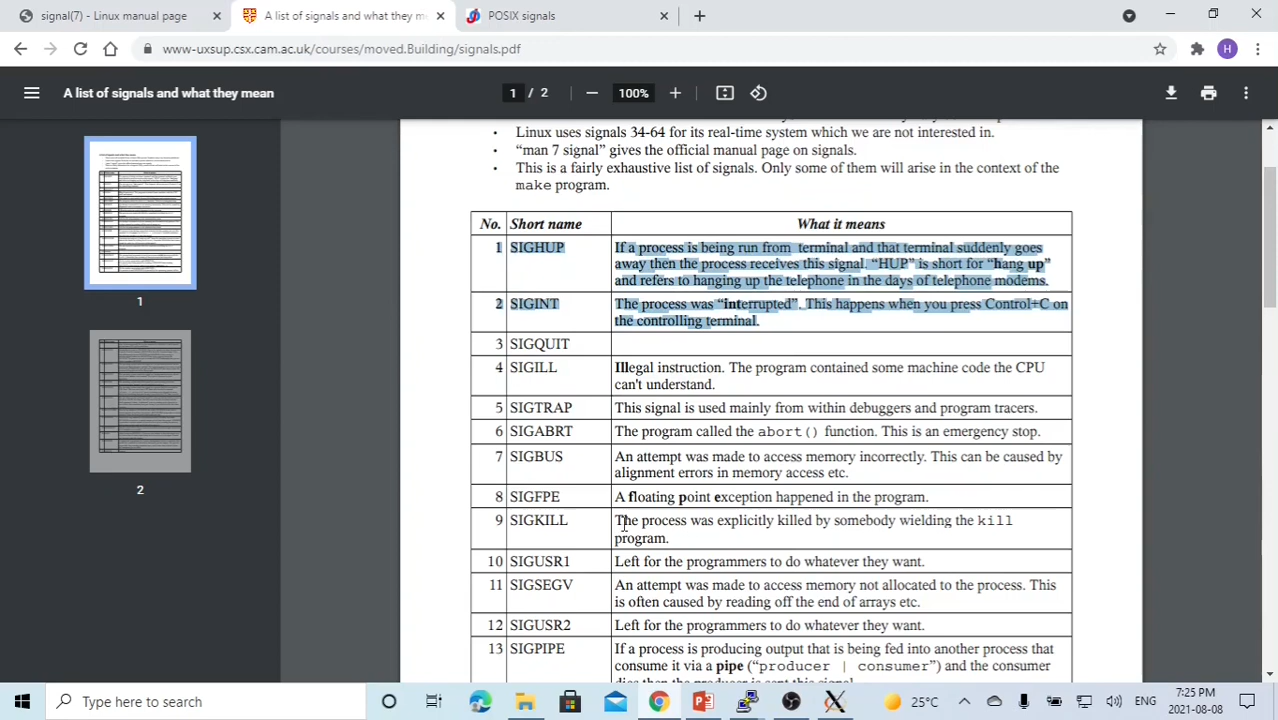 signal(7) - Linux manual page
A list of signals and what they me
POSIX signals
www-uxsup.csx.cam.ac.uk/courses/moved.Building/signals.pdf
H
A list of signals and what they mean
1 / 2
100%
1
2
• Linux uses signals 34-64 for its real-time system which we are not interested in.
• “man 7 signal” gives the official manual page on signals.
• This is a fairly exhaustive list of signals. Only some of them will arise in the context of the
make program.
No. Short name What it means
1 SIGHUP If a process is being run from terminal and that terminal suddenly goes
away then the process receives this signal. “HUP” is short for “hang up”
and refers to hanging up the telephone in the days of telephone modems.
2 SIGINT The process was “interrupted”. This happens when you press Control+C on
the controlling terminal.
3 SIGQUIT
4 SIGILL Illegal instruction. The program contained some machine code the CPU
can't understand.
5 SIGTRAP This signal is used mainly from within debuggers and program tracers.
6 SIGABRT The program called the abort() function. This is an emergency stop.
7 SIGBUS An attempt was made to access memory incorrectly. This can be caused by
alignment errors in memory access etc.
8 SIGFPE A floating point exception happened in the program.
9 SIGKILL The process was explicitly killed by somebody wielding the kill
program.
10 SIGUSR1 Left for the programmers to do whatever they want.
11 SIGSEGV An attempt was made to access memory not allocated to the process. This
is often caused by reading off the end of arrays etc.
12 SIGUSR2 Left for the programmers to do whatever they want.
13 SIGPIPE If a process is producing output that is being fed into another process that
consume it via a pipe (“producer | consumer”) and the consumer
dies then the producer is sent this signal.
Type here to search
25°C
ENG
7:25 PM
2021-08-08